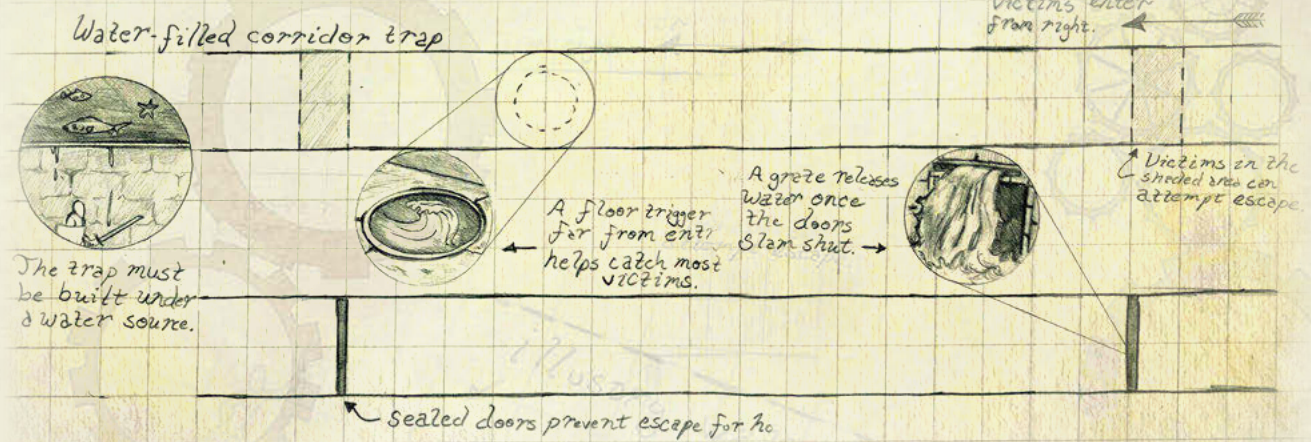 Victims enter
from right.
Water-filled corridor trap
Victims in the
shaded area can
attempt escape.
A grate releases
water once
the doors
slam shut.
A floor trigger
far from entr
helps catch most
victims.
The trap must
be built under
a water source.
Sealed doors prevent escape for ho